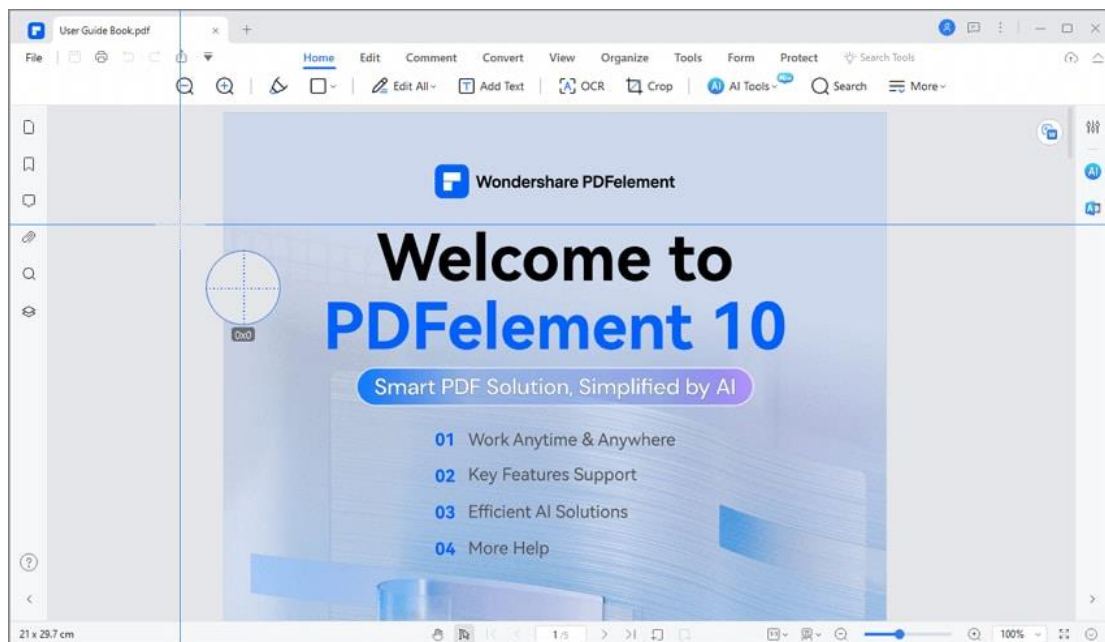 User Guide Book.pdf
File Home Edit Comment Convert View Organize Tools Form Protect Search Tools
Edit All Add Text OCR Crop AI Tools Search More
Wondershare PDFelement
Welcome to
PDFelement 10
0x0
Smart PDF Solution, Simplified by AI
01 Work Anytime & Anywhere
02 Key Features Support
03 Efficient AI Solutions
04 More Help
21 x 29.7 cm 1/5 100%